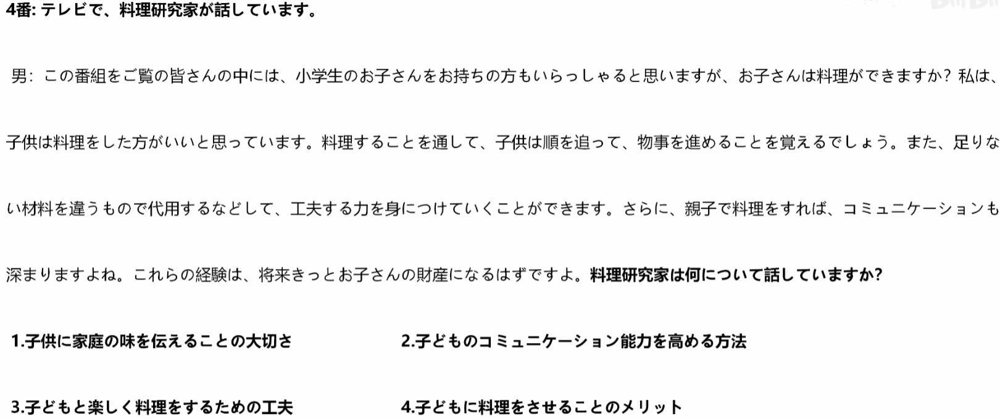 4番: テレビで、料理研究家が話しています。
男：この番組をご覧の皆さんの中には、小学生のお子さんをお持ちの方もいらっしゃると思いますが、お子さんは料理ができますか？私は、
子供は料理をした方がいいと思っています。料理することを通して、子供は順を追って、物事を進めることを覚えるでしょう。また、足りな
い材料を違うもので代用するなどして、工夫する力を身につけていくことができます。さらに、親子で料理をすれば、コミュニケーションも
深まりますよね。これらの経験は、将来きっとお子さんの財産になるはずですよ。料理研究家は何について話していますか？
1.子供に家庭の味を伝えることの大切さ 2.子どものコミュニケーション能力を高める方法
3.子どもと楽しく料理をするための工夫 4.子どもに料理をさせることのメリット